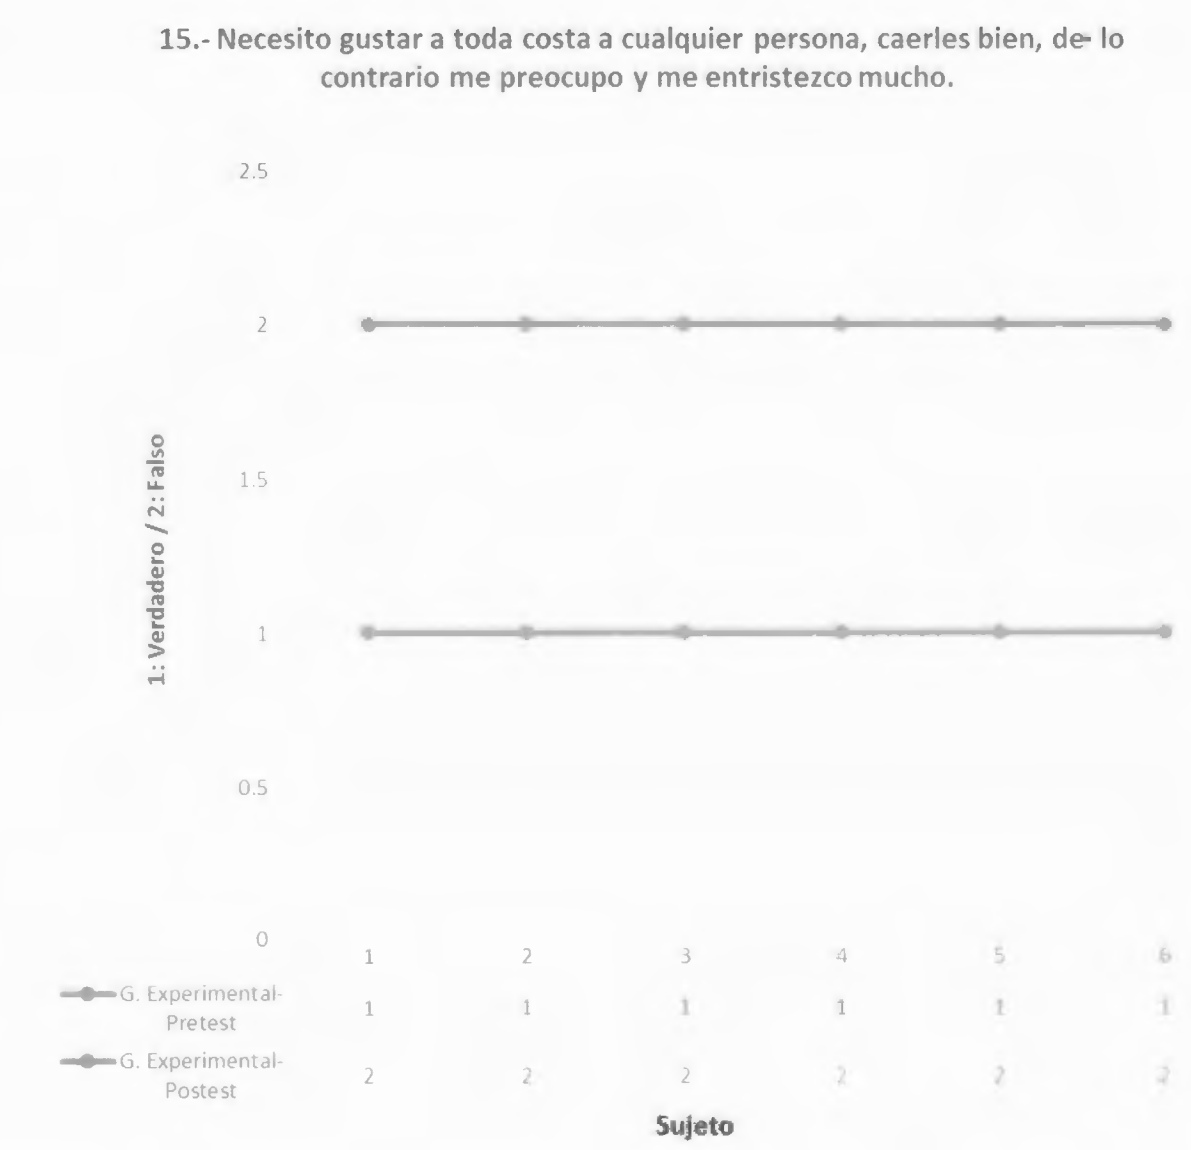 15.- Necesito gustar a toda costa a cualquier persona, caerles bien, de- lo
contrario me preocupo y me entristezco mucho.
2.5
2
1.5
1
0.5
0
1: Verdadero / 2: Falso
1 2 3 4 5 6
G. Experimental-
Pretest
1 1 1 1 1 1
G. Experimental-
Postest
2 2 2 2 2 2
Sujeto